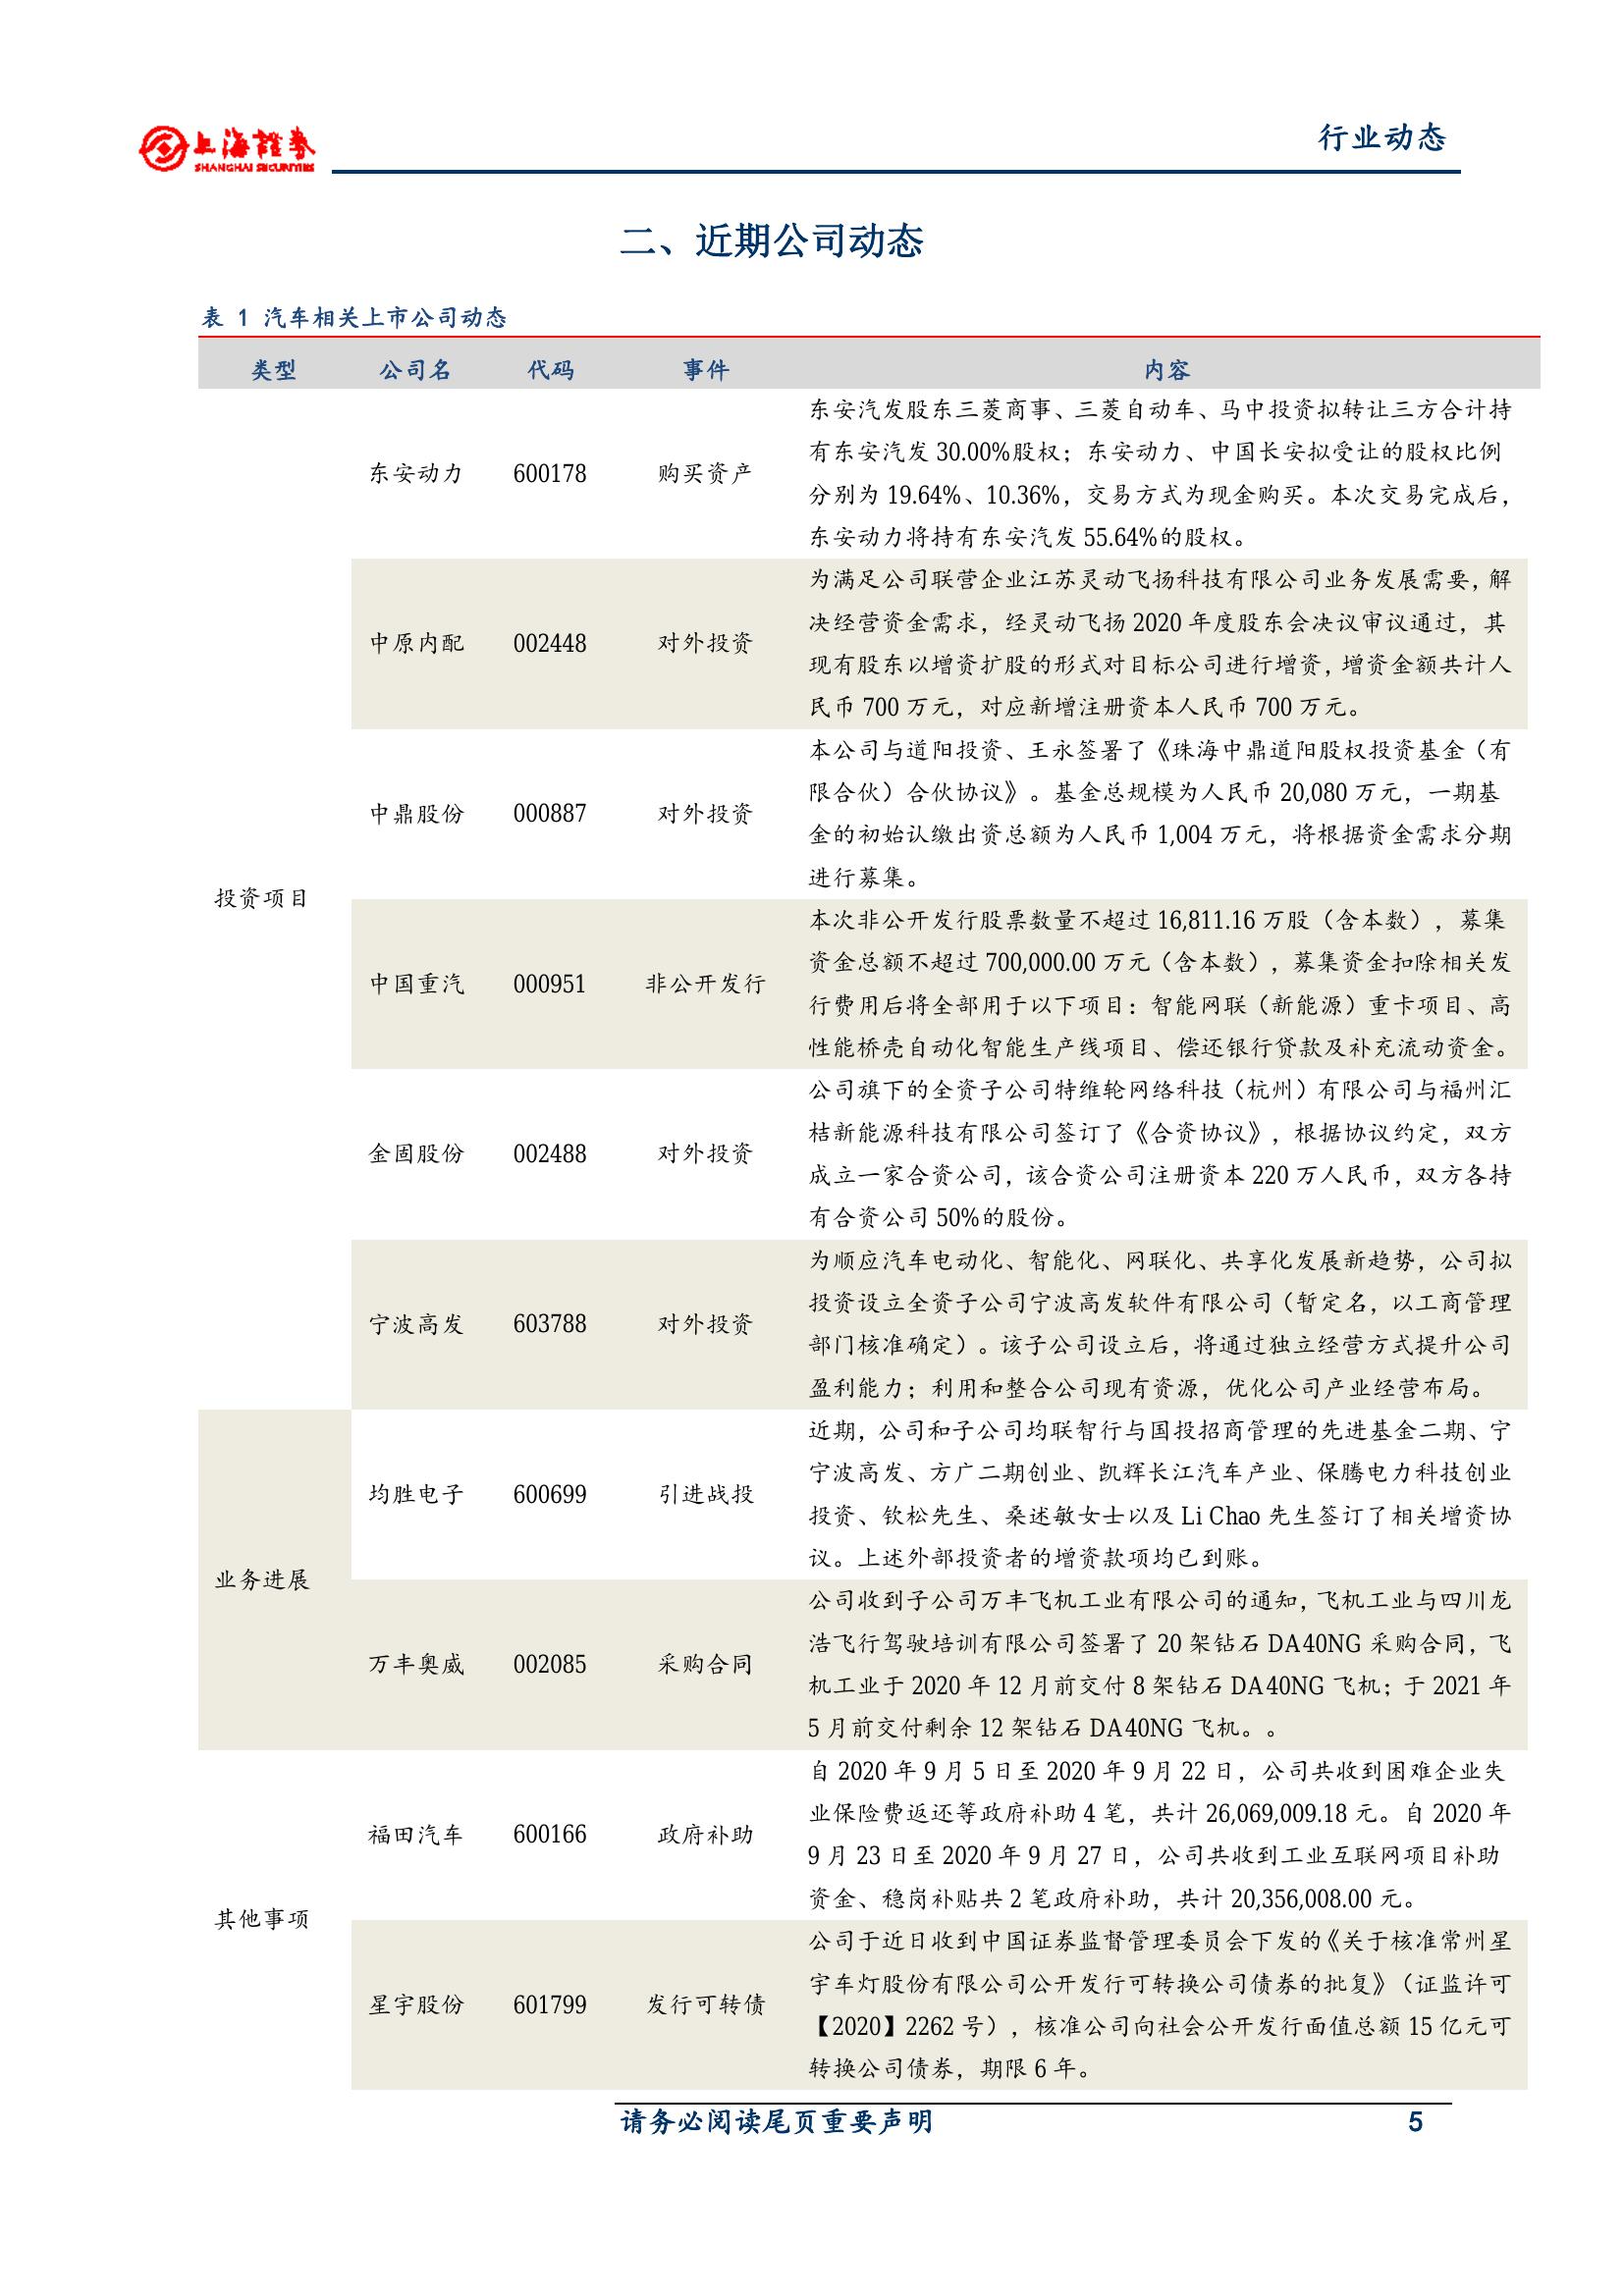 上海證券
SHANGHAI SECURITIES
行业动态
二、近期公司动态
表 1 汽车相关上市公司动态
类型 公司名 代码 事件 内容
投资项目
东安动力 600178 购买资产
东安汽发股东三菱商事、三菱自动车、马中投资拟转让三方合计持
有东安汽发 30.00%股权；东安动力、中国长安拟受让的股权比例
分别为 19.64%、10.36%，交易方式为现金购买。本次交易完成后，
东安动力将持有东安汽发 55.64%的股权。
中原内配 002448 对外投资
为满足公司联营企业江苏灵动飞扬科技有限公司业务发展需要，解
决经营资金需求，经灵动飞扬 2020 年度股东会决议审议通过，其
现有股东以增资扩股的形式对目标公司进行增资，增资金额共计人
民币 700 万元，对应新增注册资本人民币 700 万元。
中鼎股份 000887 对外投资
本公司与道阳投资、王永签署了《珠海中鼎道阳股权投资基金（有
限合伙）合伙协议》。基金总规模为人民币 20,080 万元，一期基
金的初始认缴出资总额为人民币 1,004 万元，将根据资金需求分期
进行募集。
中国重汽 000951 非公开发行
本次非公开发行股票数量不超过 16,811.16 万股（含本数），募集
资金总额不超过 700,000.00 万元（含本数），募集资金扣除相关发
行费用后将全部用于以下项目：智能网联（新能源）重卡项目、高
性能桥壳自动化智能生产线项目、偿还银行贷款及补充流动资金。
金固股份 002488 对外投资
公司旗下的全资子公司特维轮网络科技（杭州）有限公司与福州汇
桔新能源科技有限公司签订了《合资协议》，根据协议约定，双方
成立一家合资公司，该合资公司注册资本 220 万人民币，双方各持
有合资公司 50%的股份。
宁波高发 603788 对外投资
为顺应汽车电动化、智能化、网联化、共享化发展新趋势，公司拟
投资设立全资子公司宁波高发软件有限公司（暂定名，以工商管理
部门核准确定）。该子公司设立后，将通过独立经营方式提升公司
盈利能力；利用和整合公司现有资源，优化公司产业经营布局。
业务进展
均胜电子 600699 引进战投
近期，公司和子公司均联智行与国投招商管理的先进基金二期、宁
宁波高发、方广二期创业、凯辉长江汽车产业、保腾电力科技创业
投资、钦松先生、桑述敏女士以及 Li Chao 先生签订了相关增资协
议。上述外部投资者的增资款项均已到账。
万丰奥威 002085 采购合同
公司收到子公司万丰飞机工业有限公司的通知，飞机工业与四川龙
浩飞行驾驶培训有限公司签署了 20 架钻石 DA40NG 采购合同，飞
机工业于 2020 年 12 月前交付 8 架钻石 DA40NG 飞机；于 2021 年
5 月前交付剩余 12 架钻石 DA40NG 飞机。。
其他事项
福田汽车 600166 政府补助
自 2020 年 9 月 5 日至 2020 年 9 月 22 日，公司共收到困难企业失
业保险费返还等政府补助 4 笔，共计 26,069,009.18 元。自 2020 年
9 月 23 日至 2020 年 9 月 27 日，公司共收到工业互联网项目补助
资金、稳岗补贴共 2 笔政府补助，共计 20,356,008.00 元。
星宇股份 601799 发行可转债
公司于近日收到中国证券监督管理委员会下发的《关于核准常州星
宇车灯股份有限公司公开发行可转换公司债券的批复》（证监许可
【2020】2262 号），核准公司向社会公开发行面值总额 15 亿元可
转换公司债券，期限 6 年。
请务必阅读尾页重要声明 5